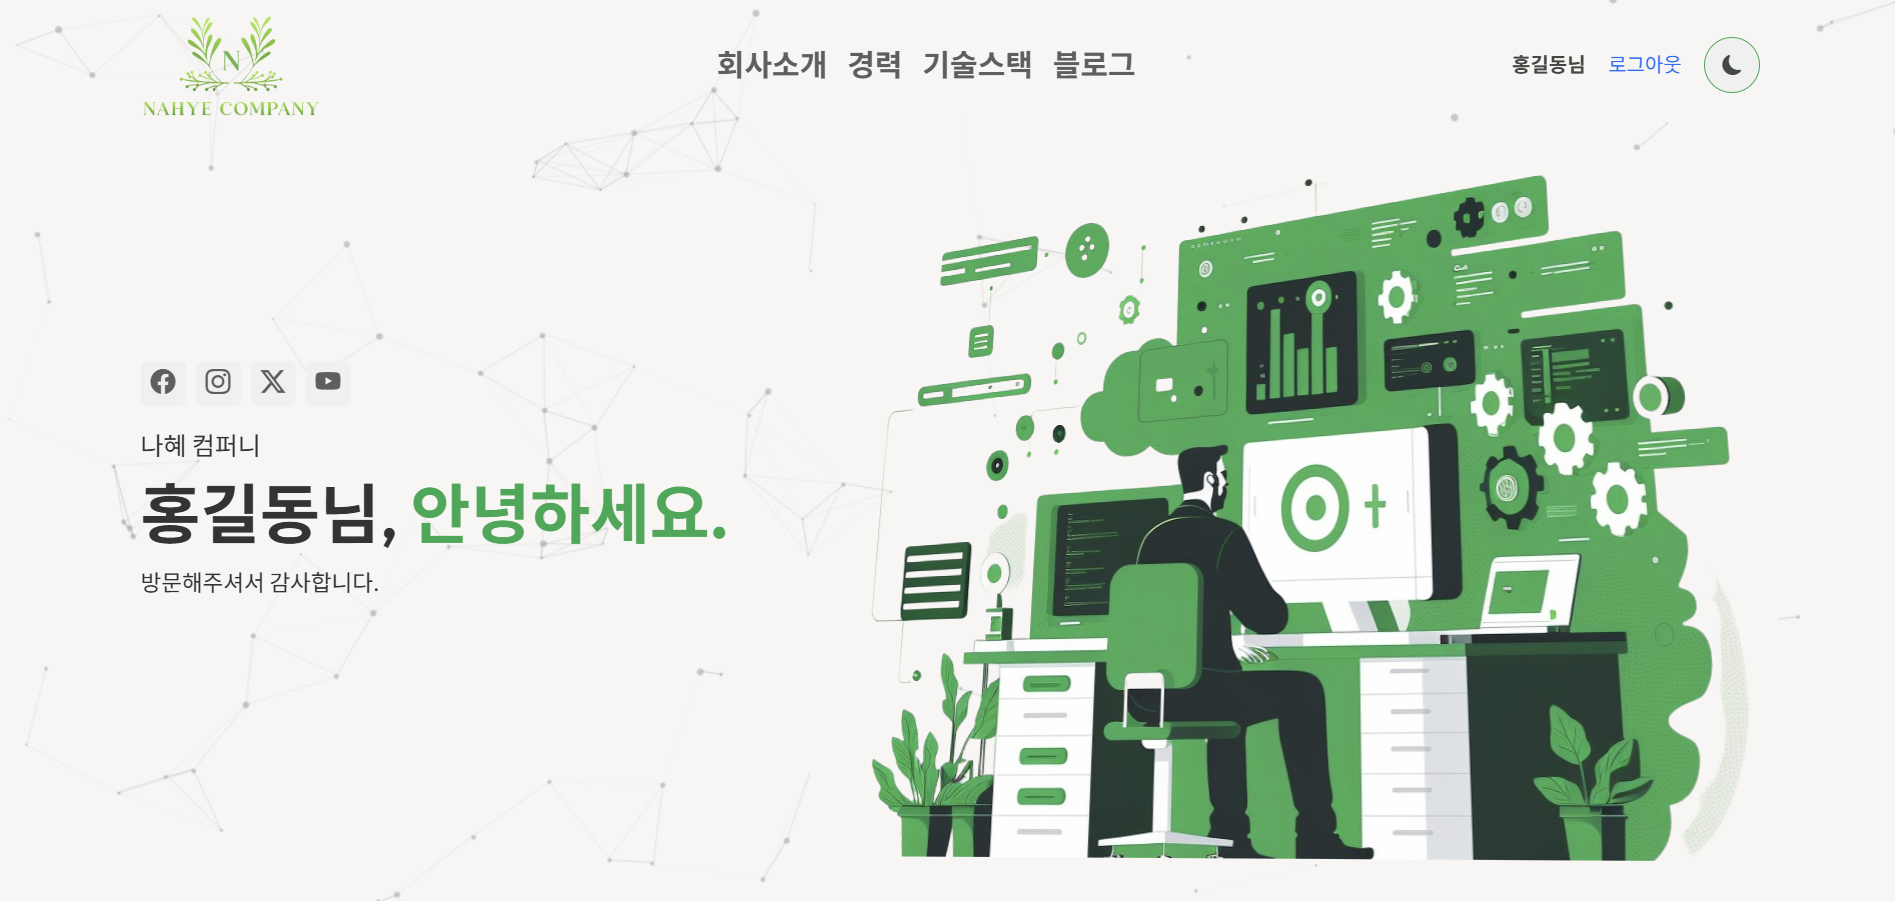 N
NAHYE COMPANY
회사소개 경력 기술스택 블로그
홍길동님 로그아웃
나혜 컴퍼니
홍길동님, 안녕하세요.
방문해주셔서 감사합니다.